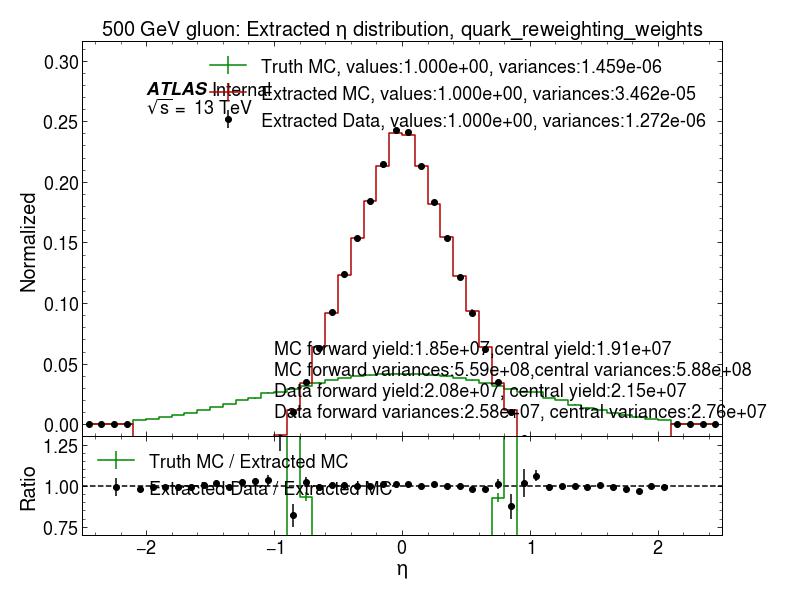 500 GeV gluon: Extracted η distribution, quark_reweighting_weights
Normalized
0.30
0.25
0.20
0.15
0.10
0.05
0.00
Truth MC, values:1.000e+00, variances:1.459e-06
ATLAS Internal
Extracted MC, values:1.000e+00, variances:3.462e-05
√s = 13 TeV
Extracted Data, values:1.000e+00, variances:1.272e-06
MC forward yield:1.85e+07,central yield:1.91e+07
MC forward variances:5.59e+08,central variances:5.88e+08
Data forward yield:2.08e+07, central yield:2.15e+07
Data forward variances:2.58e+07, central variances:2.76e+07
Ratio
1.25
1.00
0.75
Truth MC / Extracted MC
Extracted Data / Extracted MC
−2 −1 0 1 2
η